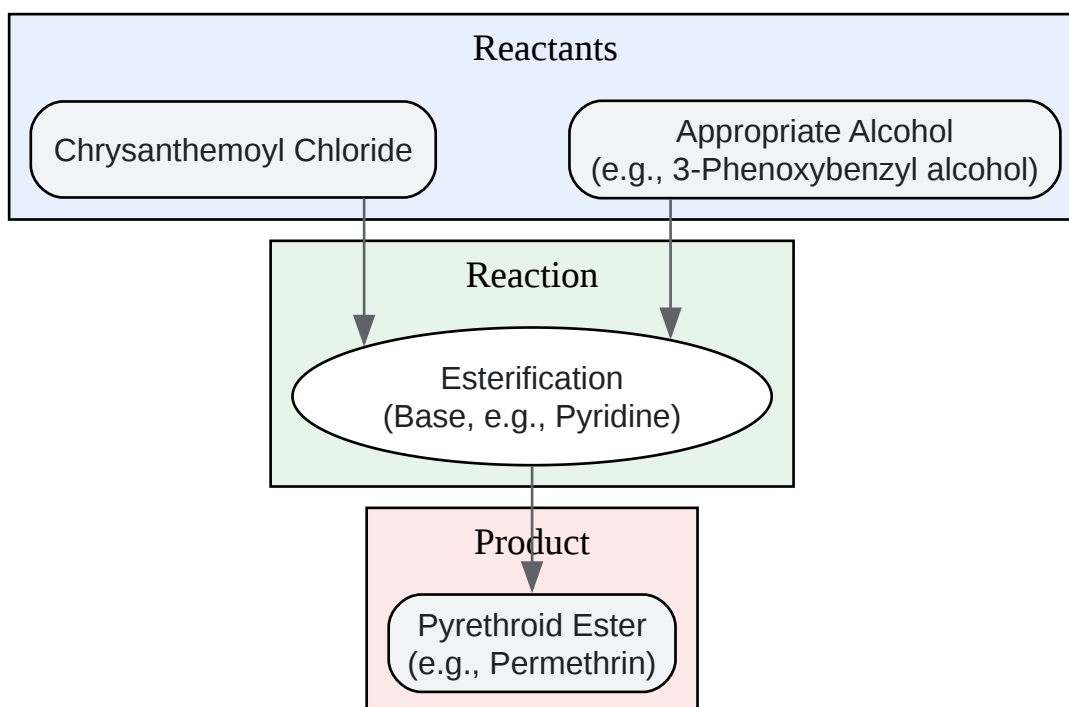 Reactants
Chrysanthemoyl Chloride
Appropriate Alcohol
(e.g., 3-Phenoxybenzyl alcohol)
Reaction
Esterification
(Base, e.g., Pyridine)
Product
Pyrethroid Ester
(e.g., Permethrin)